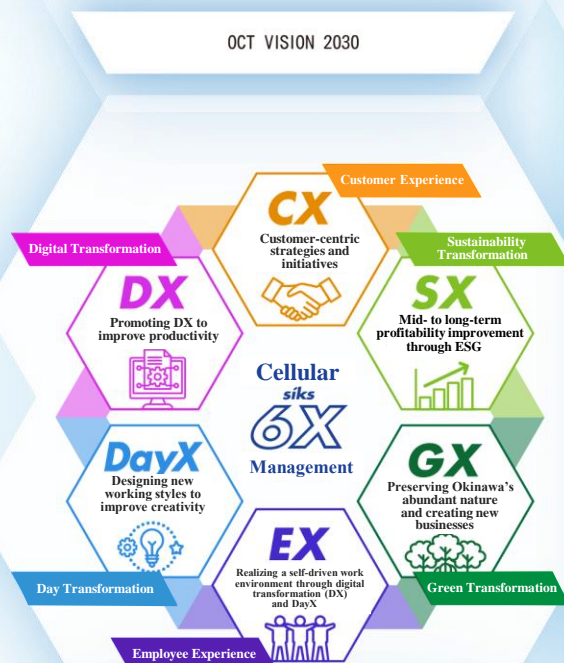 OCT VISION 2030
Customer Experience
CX
Customer-centric
strategies and
initiatives
Digital Transformation
DX
Promoting DX to
improve productivity
Sustainability
Transformation
SX
Mid- to long-term
profitability improvement
through ESG
Cellular
siks
6X
Management
DayX
Designing new
working styles to
improve creativity
Day Transformation
GX
Preserving Okinawa's
abundant nature
and creating new
businesses
Green Transformation
EX
Realizing a self-driven work
environment through digital
transformation (DX)
and DayX
Employee Experience